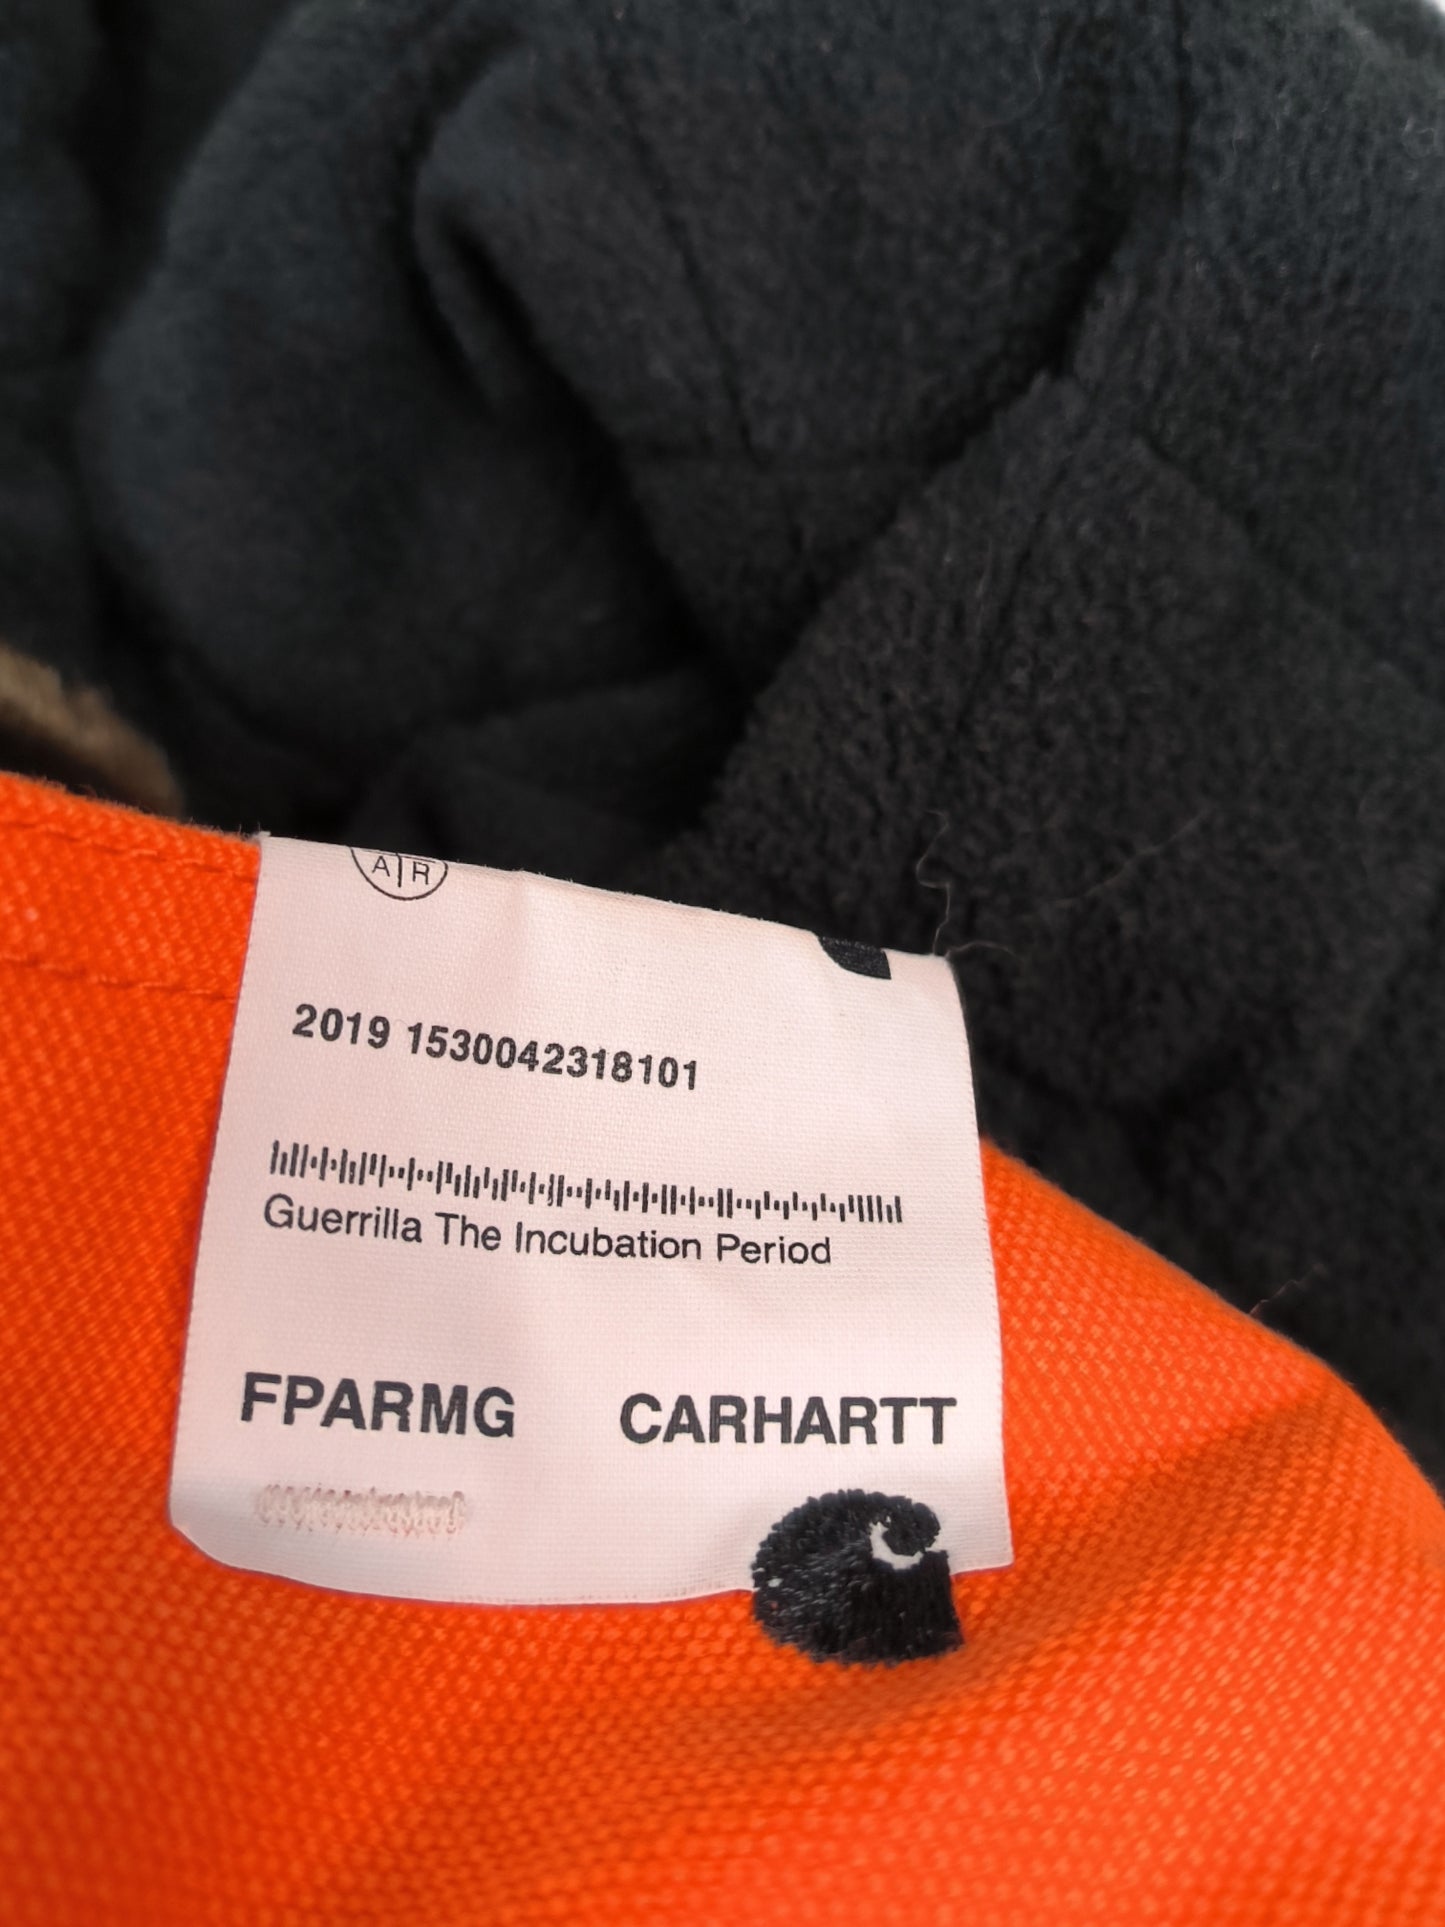 A R
2019 1530042318101
Guerrilla The Incubation Period
FPARMG CARHARTT